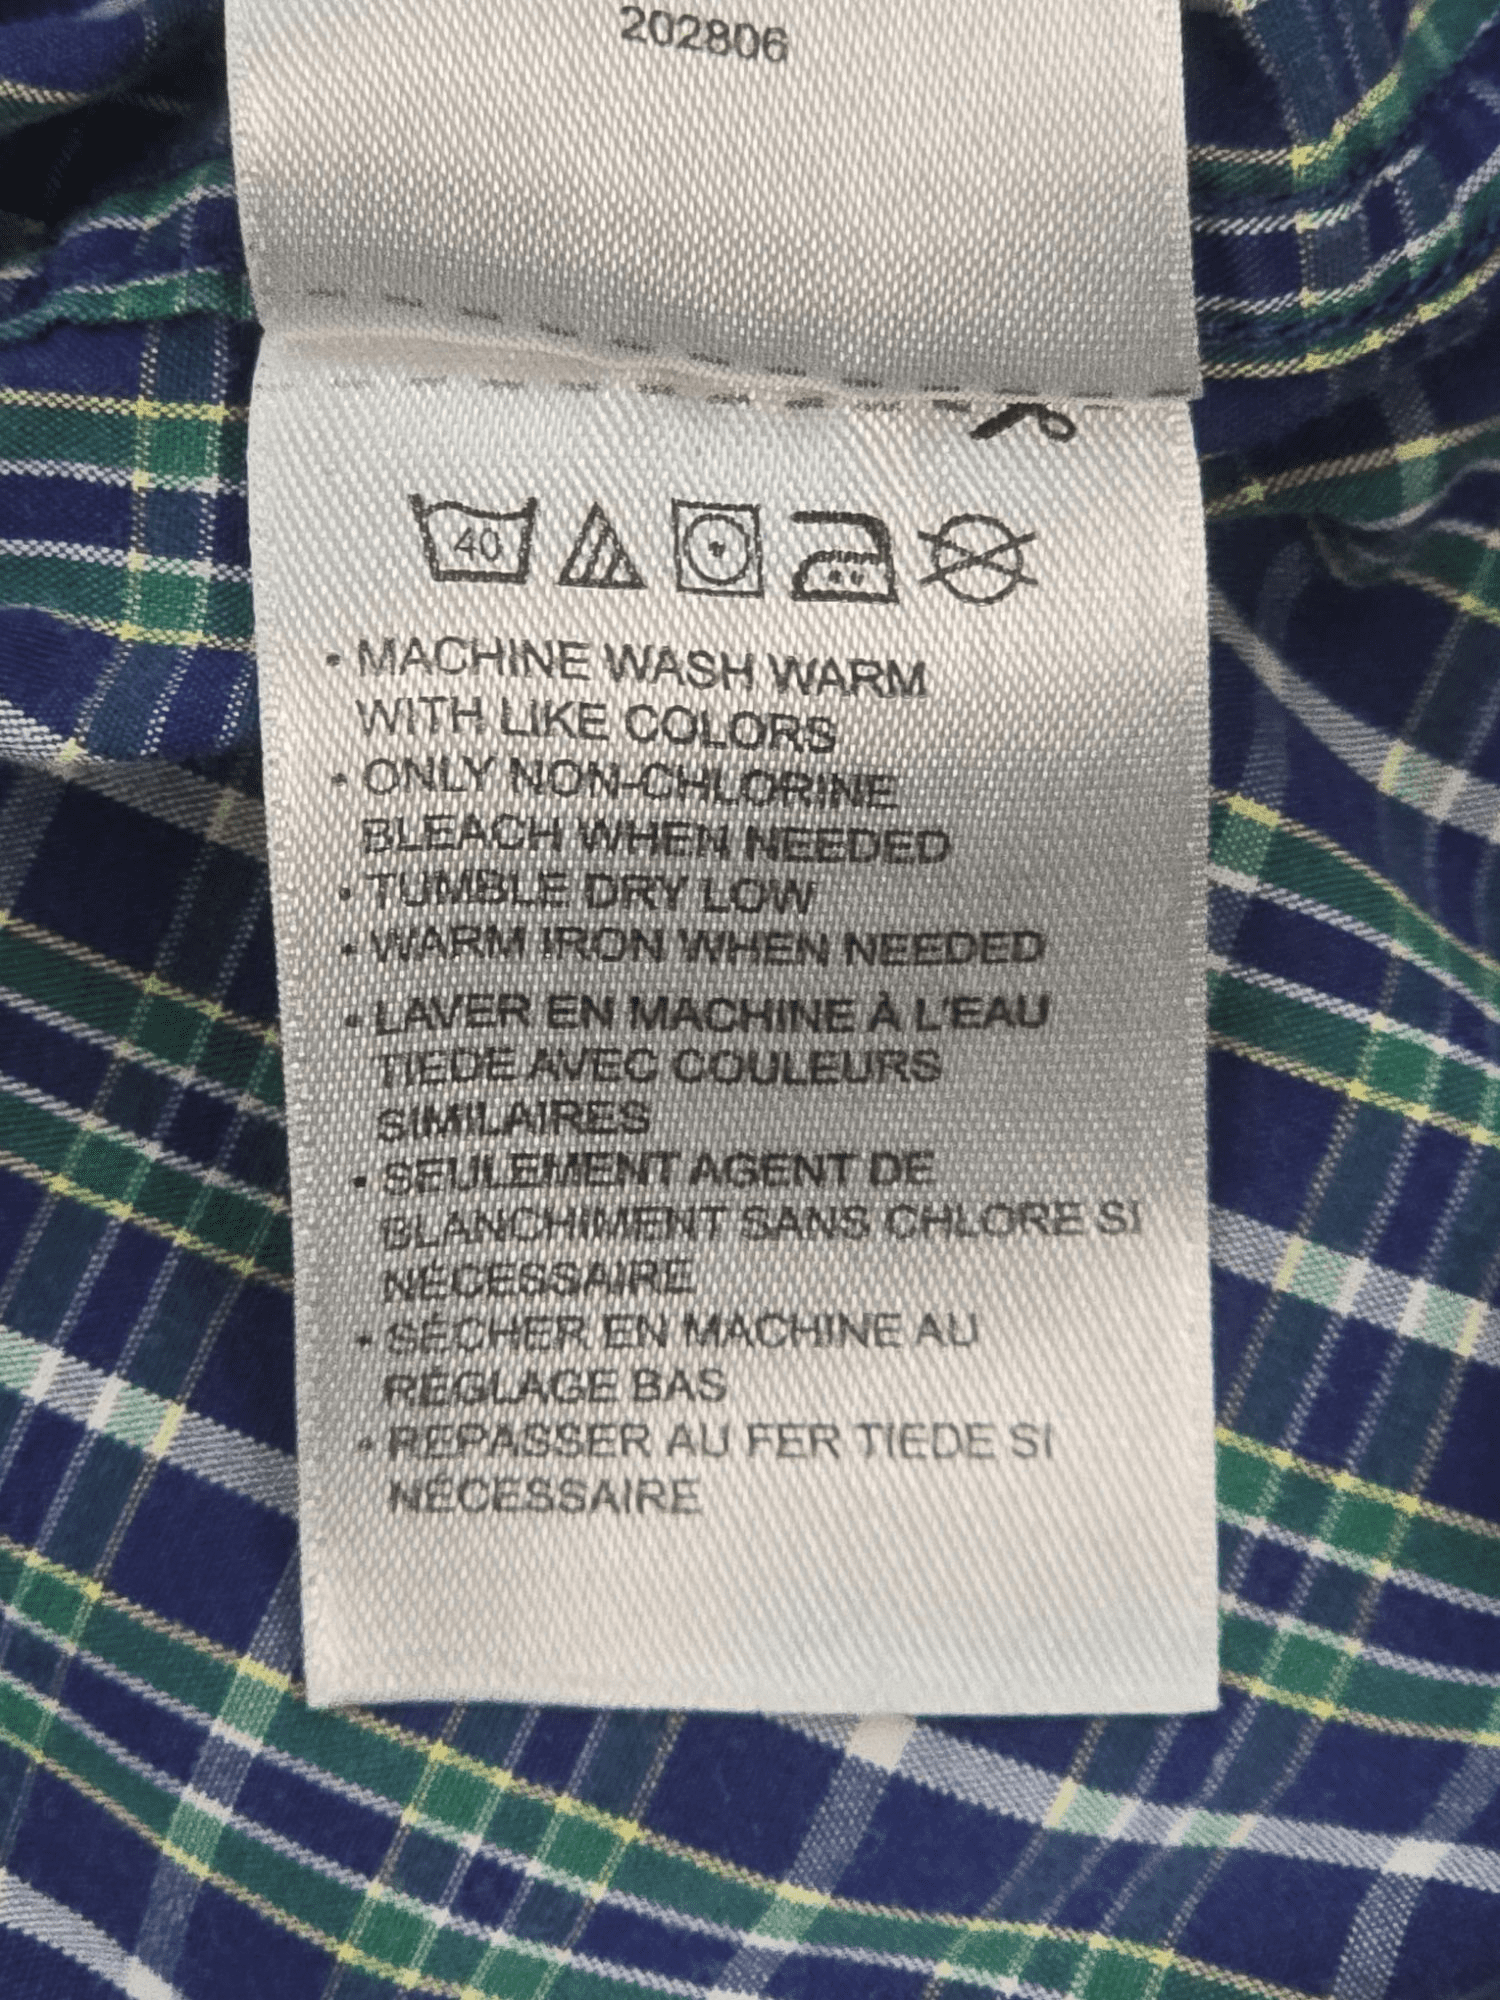 202806
40
• MACHINE WASH WARM
WITH LIKE COLORS
• ONLY NON-CHLORINE
BLEACH WHEN NEEDED
• TUMBLE DRY LOW
• WARM IRON WHEN NEEDED
• LAVER EN MACHINE À L'EAU
TIEDE AVEC COULEURS
SIMILAIRES
• SEULEMENT AGENT DE
BLANCHIMENT SANS CHLORE SI
NÉCESSAIRE
• SÉCHER EN MACHINE AU
RÉGLAGE BAS
• REPASSER AU FER TIEDE SI
NÉCESSAIRE